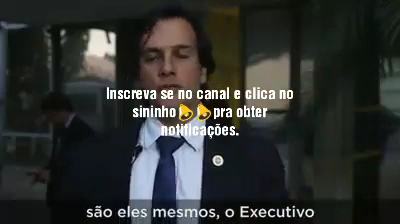 Inscreva se no canal e clica no
sininho🔔🔔pra obter
notificações.
são eles mesmos, o Executivo